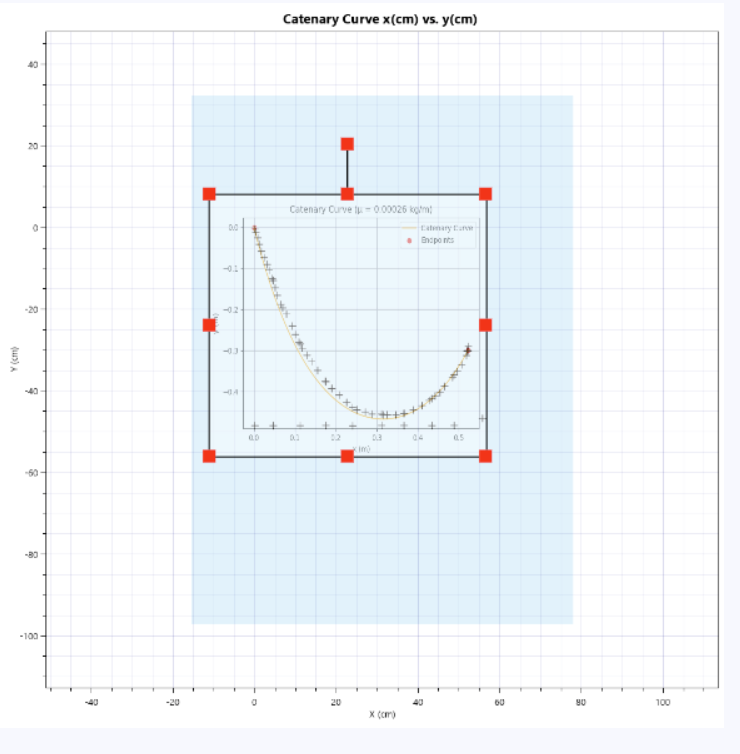 Catenary Curve x(cm) vs. y(cm)
40
20
0
-20
-40
-60
-80
-100
Y (cm)
Catenary Curve (μ = 0.00026 kg/m)
Catenary Curve
Endpoints
0.0
−0.1
−0.2
−0.3
−0.4
0.0 0.1 0.2 0.3 0.4 0.5
x (m)
-40 -20 0 20 40 60 80 100
X (cm)